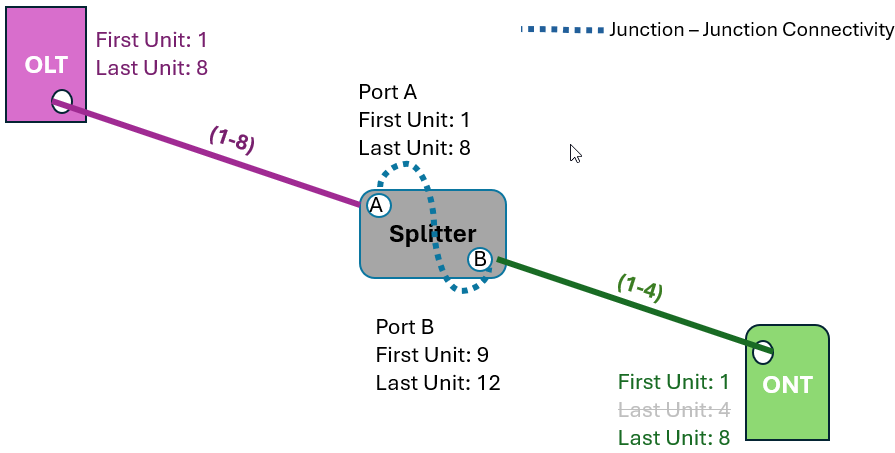 Junction – Junction Connectivity
OLT
First Unit: 1
Last Unit: 8
(1-8)
Port A
First Unit: 1
Last Unit: 8
A
Splitter
B
(1-4)
Port B
First Unit: 9
Last Unit: 12
ONT
First Unit: 1
Last Unit: 4
Last Unit: 8